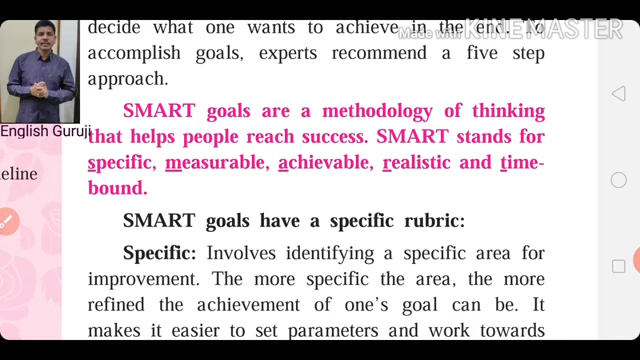 decide what one wants to achieve in the end. To
Made with KINEMASTER
accomplish goals, experts recommend a five step
approach.
SMART goals are a methodology of thinking
English Guruji
that helps people reach success. SMART stands for
specific, measurable, achievable, realistic and time-
eline
bound.
SMART goals have a specific rubric:
Specific: Involves identifying a specific area for
improvement. The more specific the area, the more
refined the achievement of one's goal can be. It
makes it easier to set parameters and work towards